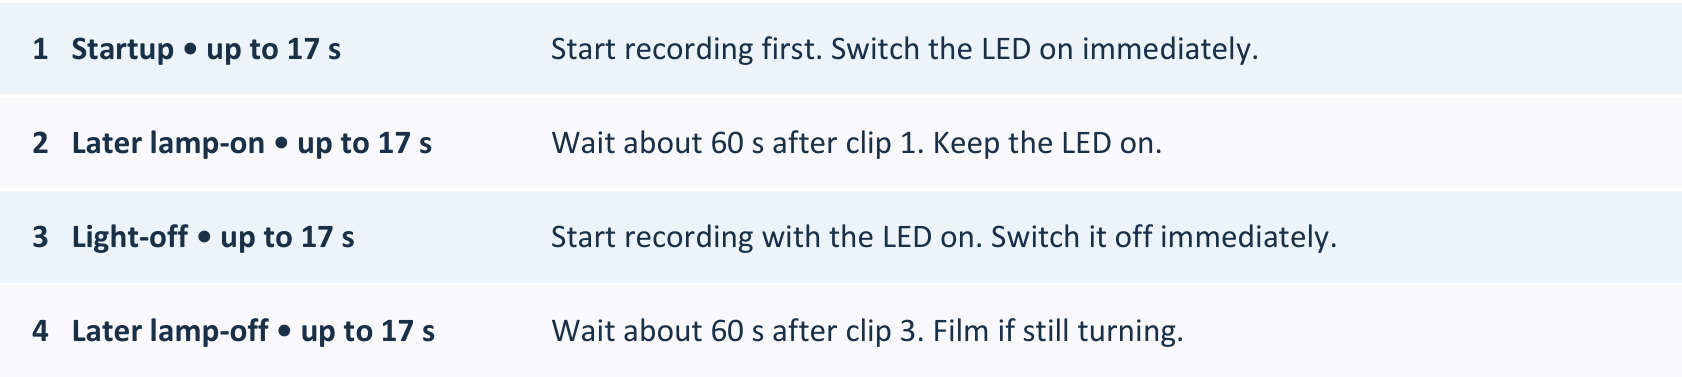 1 Startup • up to 17 s Start recording first. Switch the LED on immediately.
2 Later lamp-on • up to 17 s Wait about 60 s after clip 1. Keep the LED on.
3 Light-off • up to 17 s Start recording with the LED on. Switch it off immediately.
4 Later lamp-off • up to 17 s Wait about 60 s after clip 3. Film if still turning.